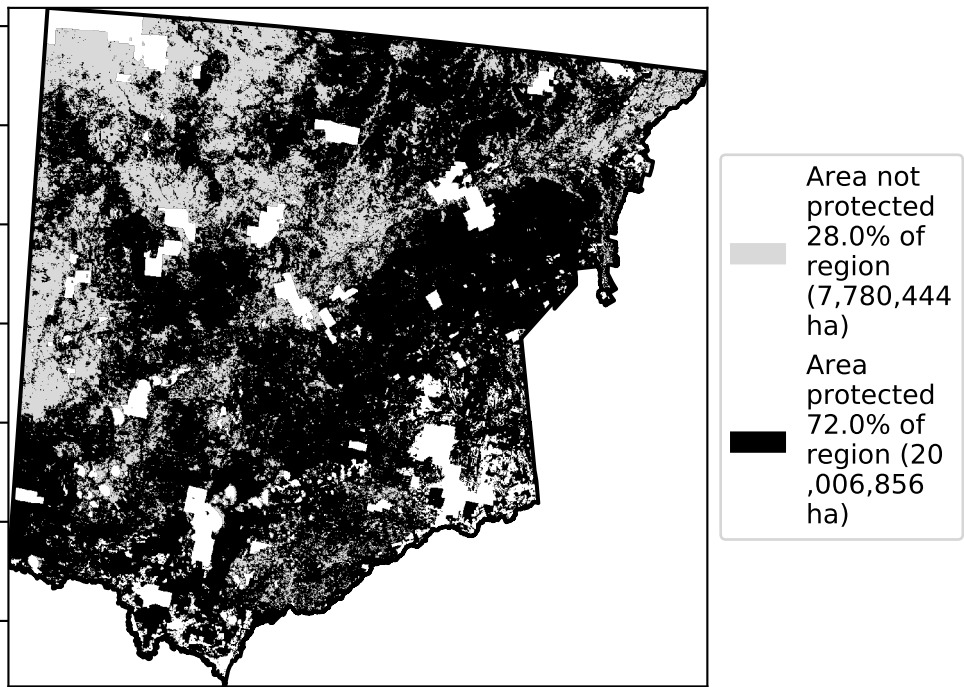 Area not
protected
28.0% of
region
(7,780,444
ha)
Area
protected
72.0% of
region (20
,006,856
ha)